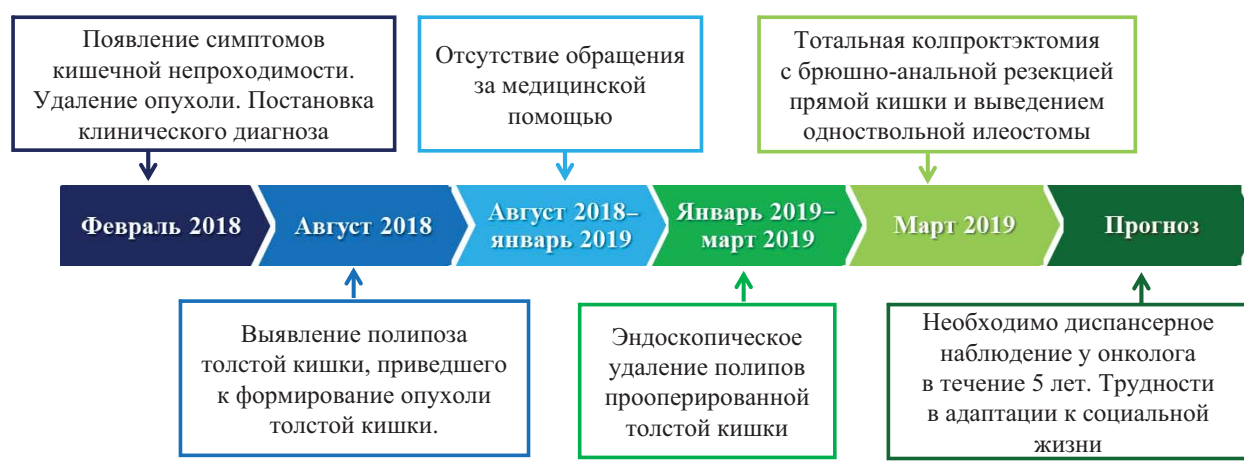 Появление симптомов
кишечной непроходимости.
Удаление опухоли. Постановка
клинического диагноза
Отсутствие обращения
за медицинской
помощью
Тотальная колпроктэктомия
с брюшно-анальной резекцией
прямой кишки и выведением
одноствольной илеостомы
Февраль 2018
Август 2018
Август 2018–
январь 2019
Январь 2019–
март 2019
Март 2019
Прогноз
Выявление полипоза
толстой кишки, приведшего
к формирование опухоли
толстой кишки.
Эндоскопическое
удаление полипов
прооперированной
толстой кишки
Необходимо диспансерное
наблюдение у онколога
в течение 5 лет. Трудности
в адаптации к социальной
жизни